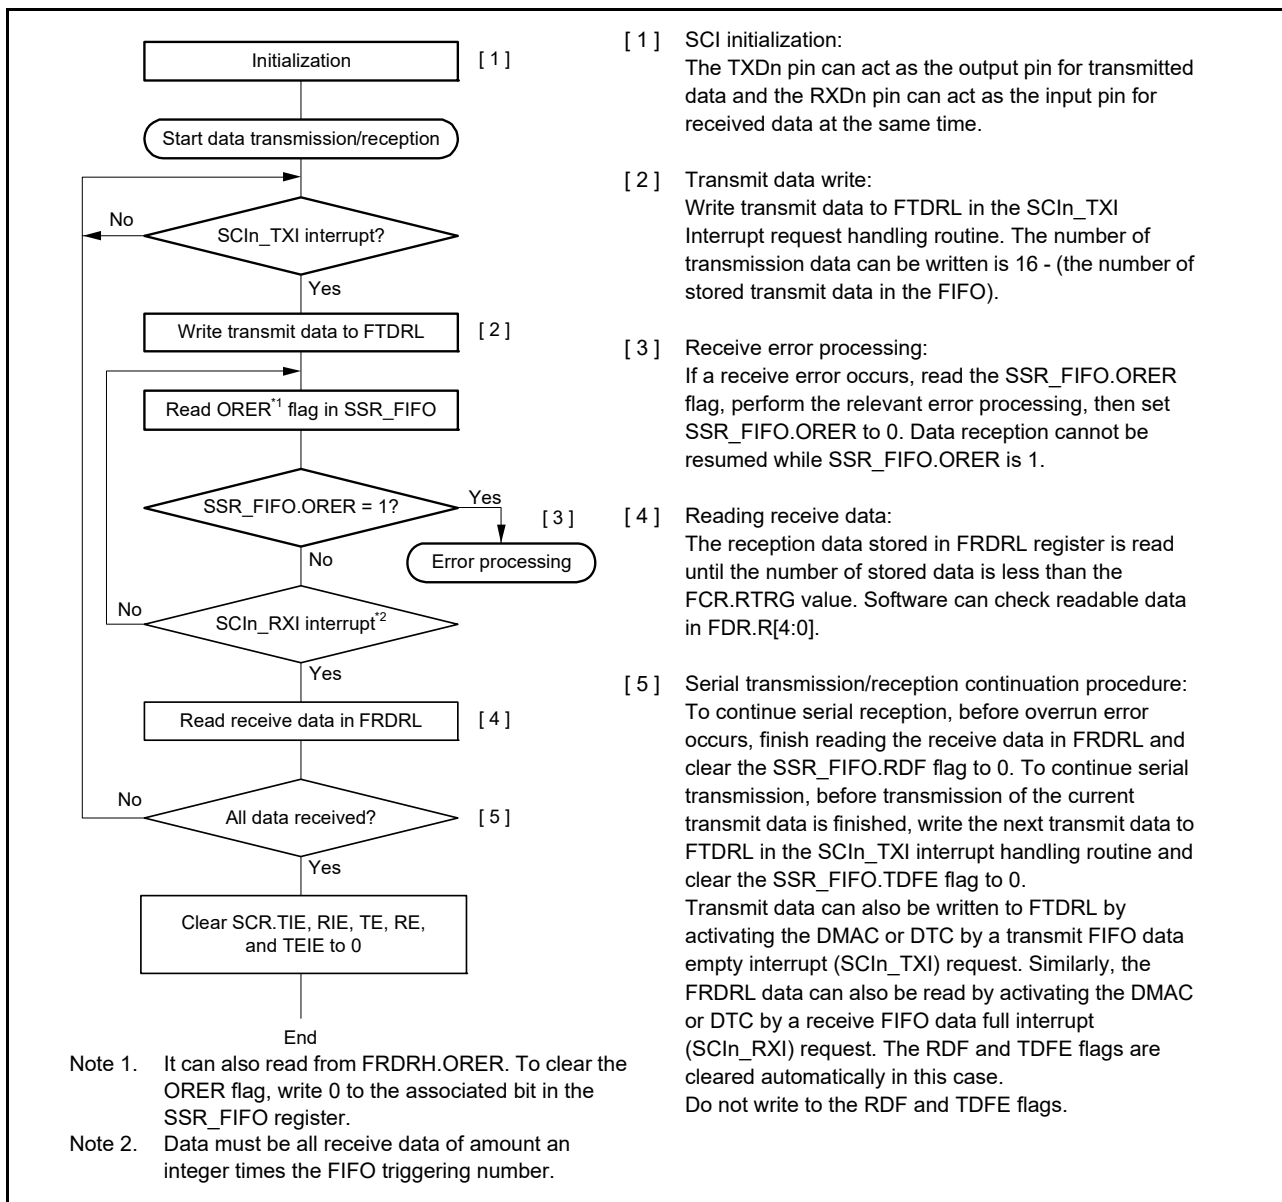 Initialization
[ 1 ]
Start data transmission/reception
No
SCIn_TXI interrupt?
Yes
Write transmit data to FTDRL
[ 2 ]
Read ORER*1 flag in SSR_FIFO
SSR_FIFO.ORER = 1?
Yes
[ 3 ]
Error processing
No
No
SCIn_RXI interrupt*2
Yes
Read receive data in FRDRL
[ 4 ]
No
All data received?
[ 5 ]
Yes
Clear SCR.TIE, RIE, TE, RE,
and TEIE to 0
End
Note 1. It can also read from FRDRH.ORER. To clear the
ORER flag, write 0 to the associated bit in the
SSR_FIFO register.
Note 2. Data must be all receive data of amount an
integer times the FIFO triggering number.
[ 1 ] SCI initialization:
The TXDn pin can act as the output pin for transmitted
data and the RXDn pin can act as the input pin for
received data at the same time.
[ 2 ] Transmit data write:
Write transmit data to FTDRL in the SCIn_TXI
Interrupt request handling routine. The number of
transmission data can be written is 16 - (the number of
stored transmit data in the FIFO).
[ 3 ] Receive error processing:
If a receive error occurs, read the SSR_FIFO.ORER
flag, perform the relevant error processing, then set
SSR_FIFO.ORER to 0. Data reception cannot be
resumed while SSR_FIFO.ORER is 1.
[ 4 ] Reading receive data:
The reception data stored in FRDRL register is read
until the number of stored data is less than the
FCR.RTRG value. Software can check readable data
in FDR.R[4:0].
[ 5 ] Serial transmission/reception continuation procedure:
To continue serial reception, before overrun error
occurs, finish reading the receive data in FRDRL and
clear the SSR_FIFO.RDF flag to 0. To continue serial
transmission, before transmission of the current
transmit data is finished, write the next transmit data to
FTDRL in the SCIn_TXI interrupt handling routine and
clear the SSR_FIFO.TDFE flag to 0.
Transmit data can also be written to FTDRL by
activating the DMAC or DTC by a transmit FIFO data
empty interrupt (SCIn_TXI) request. Similarly, the
FRDRL data can also be read by activating the DMAC
or DTC by a receive FIFO data full interrupt
(SCIn_RXI) request. The RDF and TDFE flags are
cleared automatically in this case.
Do not write to the RDF and TDFE flags.